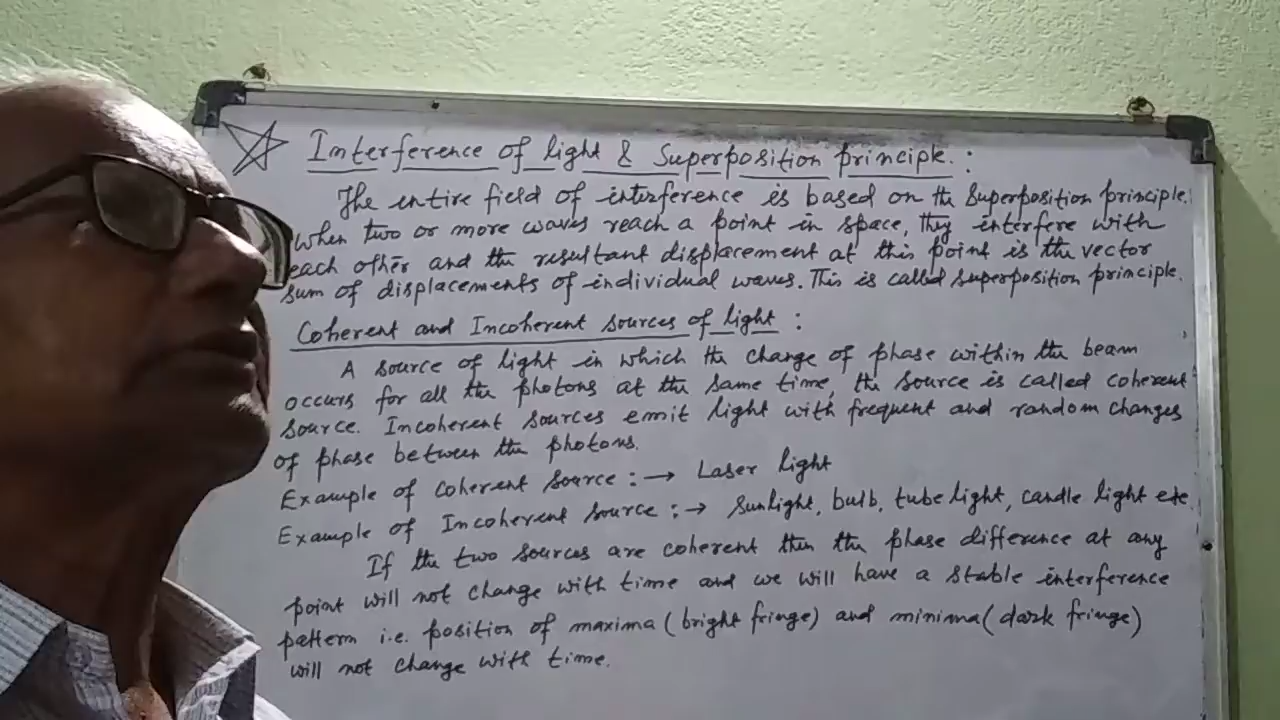 Interference of light & Superposition principle. :
The entire field of interference is based on the Superposition principle.
When two or more waves reach a point in space, they interfere with
each other and the resultant displacement at this point is the vector
sum of displacements of individual waves. This is called superposition principle.
Coherent and Incoherent sources of light :
A source of light in which the change of phase within the beam
occurs for all the photons at the same time, the source is called coherent
source. Incoherent sources emit light with frequent and random changes
of phase between the photons.
Example of coherent source : → Laser light
Example of Incoherent source : → Sunlight, bulb, tube light, candle light etc.
If the two sources are coherent then the phase difference at any
point will not change with time and we will have a stable interference
pattern i.e. position of maxima (bright fringe) and minima (dark fringe)
will not change with time.